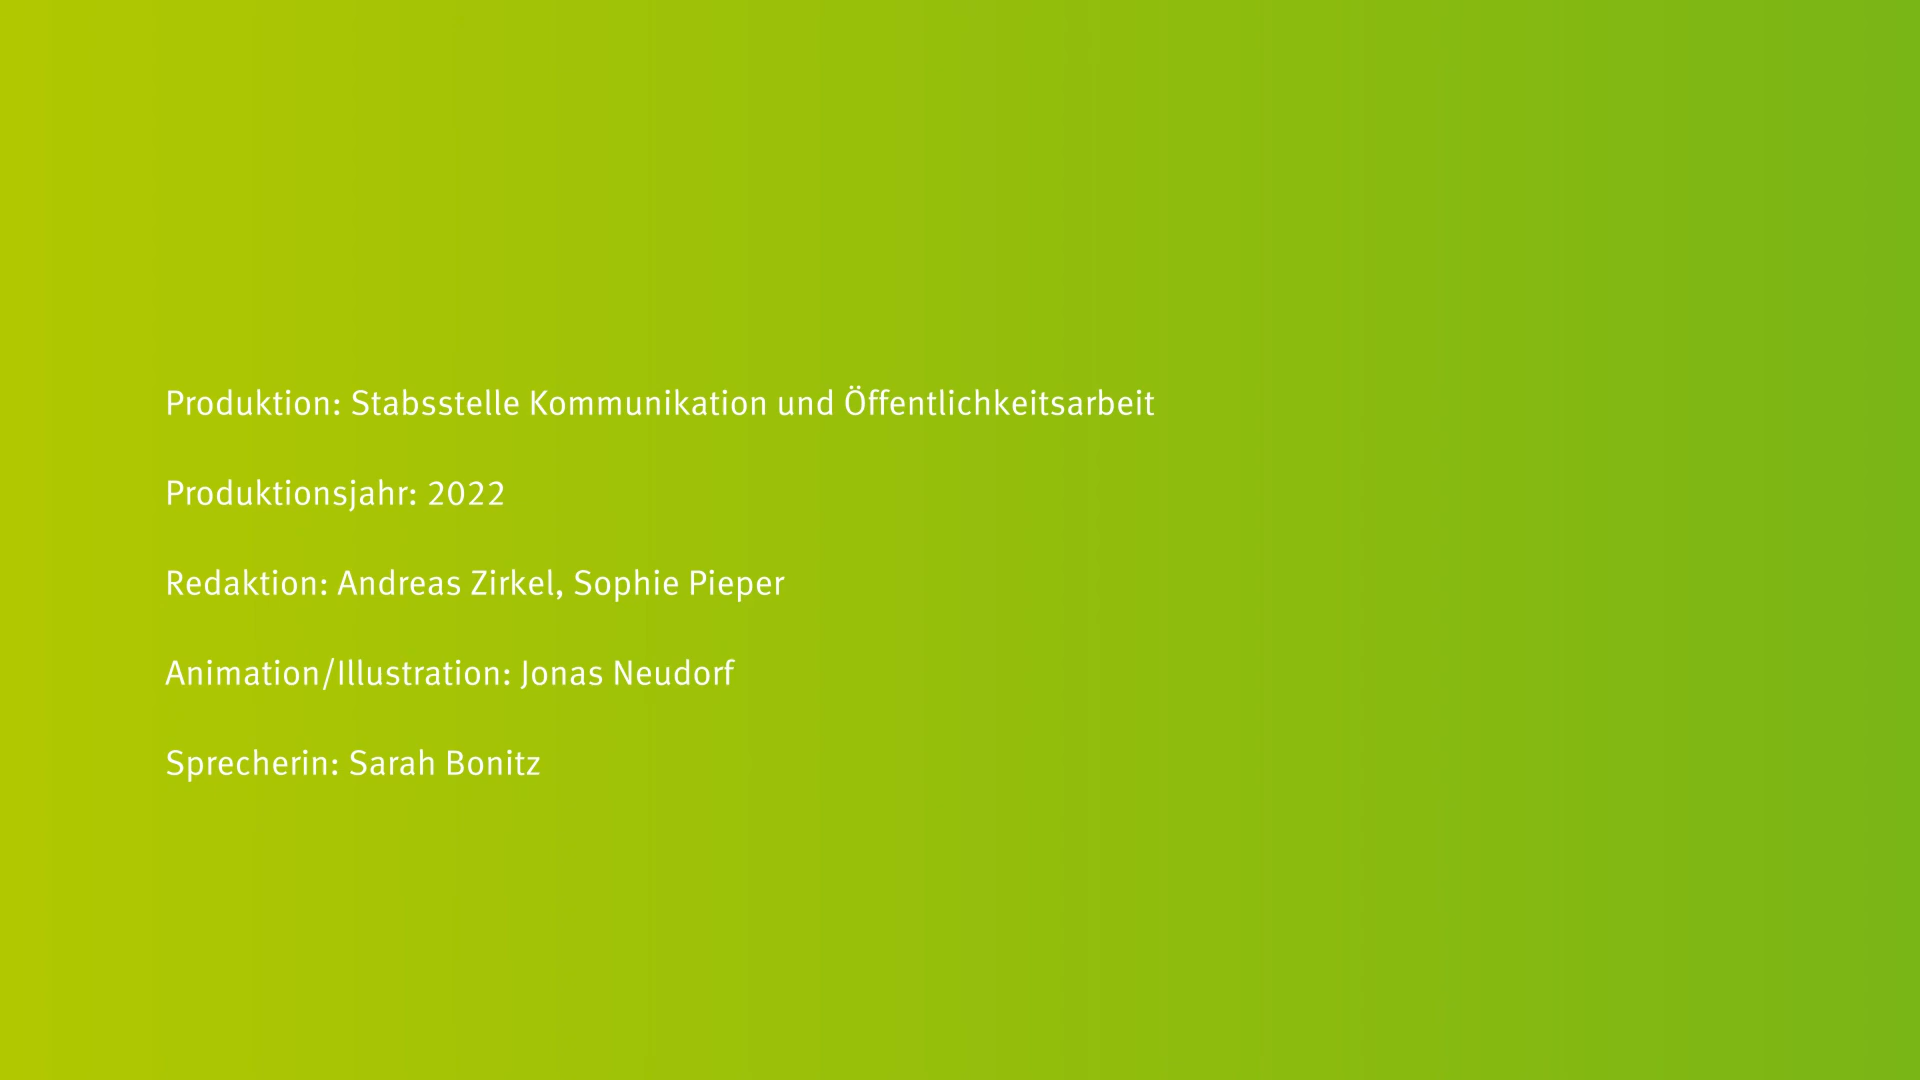 Produktion: Stabsstelle Kommunikation und Öffentlichkeitsarbeit
Produktionsjahr: 2022
Redaktion: Andreas Zirkel, Sophie Pieper
Animation/Illustration: Jonas Neudorf
Sprecherin: Sarah Bonitz